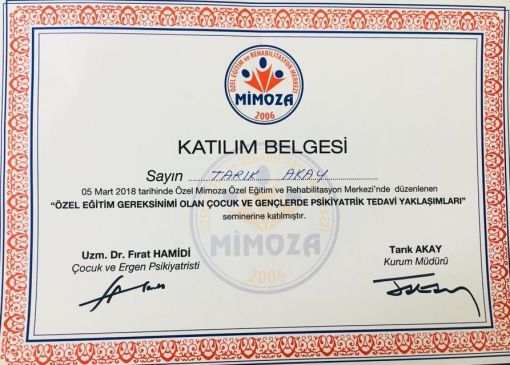 ÖZEL EĞİTİM ve REHABİLİTASYON MERKEZİ
MİMOZA
2006
KATILIM BELGESİ
Sayın TARIK AKAY
05 Mart 2018 tarihinde Özel Mimoza Özel Eğitim ve Rehabilitasyon Merkezi'nde düzenlenen
"ÖZEL EĞİTİM GEREKSİNİMİ OLAN ÇOCUK VE GENÇLERDE PSİKİYATRİK TEDAVİ YAKLAŞIMLARI"
seminerine katılmıştır.
Uzm. Dr. Fırat HAMİDİ
Çocuk ve Ergen Psikiyatristi
Tarık AKAY
Kurum Müdürü
MİMOZA
2006